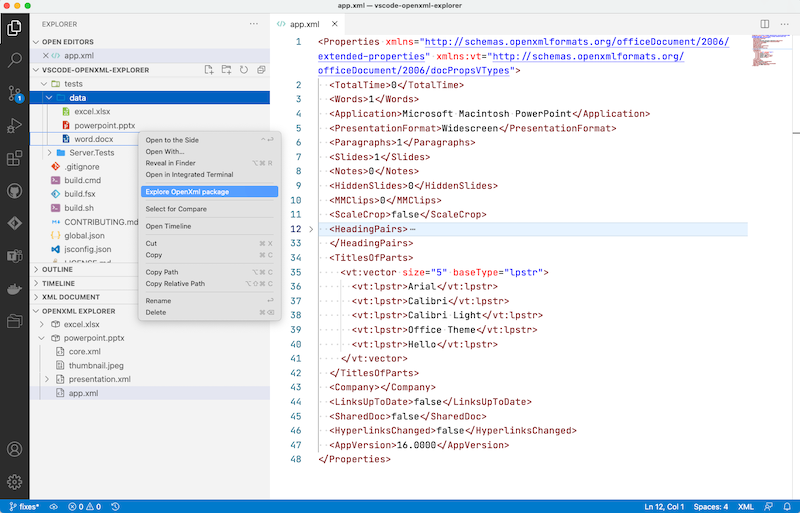 app.xml — vscode-openxml-explorer
EXPLORER
OPEN EDITORS
app.xml
VSCODE-OPENXML-EXPLORER
tests
data
excel.xlsx
powerpoint.pptx
word.docx
Server.Tests
.gitignore
build.cmd
build.fsx
build.sh
CONTRIBUTING.md
global.json
jsconfig.json
OUTLINE
TIMELINE
XML DOCUMENT
OPENXML EXPLORER
excel.xlsx
powerpoint.pptx
core.xml
thumbnail.jpeg
presentation.xml
app.xml
Open to the Side ^⏎
Open With...
Reveal in Finder ⌥⌘ R
Open in Integrated Terminal
Explore OpenXml package
Select for Compare
Open Timeline
Cut ⌘ X
Copy ⌘ C
Copy Path ⌥⌘ C
Copy Relative Path ⌥⇧⌘ C
Rename ⏎
Delete ⌘⌫
app.xml
1 <Properties xmlns="http://schemas.openxmlformats.org/officeDocument/2006/
extended-properties" xmlns:vt="http://schemas.openxmlformats.org/
officeDocument/2006/docPropsVTypes">
2 <TotalTime>0</TotalTime>
3 <Words>1</Words>
4 <Application>Microsoft Macintosh PowerPoint</Application>
5 <PresentationFormat>Widescreen</PresentationFormat>
6 <Paragraphs>1</Paragraphs>
7 <Slides>1</Slides>
8 <Notes>0</Notes>
9 <HiddenSlides>0</HiddenSlides>
10 <MMClips>0</MMClips>
11 <ScaleCrop>false</ScaleCrop>
12 <HeadingPairs>⋯
33 </HeadingPairs>
34 <TitlesOfParts>
35 <vt:vector size="5" baseType="lpstr">
36 <vt:lpstr>Arial</vt:lpstr>
37 <vt:lpstr>Calibri</vt:lpstr>
38 <vt:lpstr>Calibri Light</vt:lpstr>
39 <vt:lpstr>Office Theme</vt:lpstr>
40 <vt:lpstr>Hello</vt:lpstr>
41 </vt:vector>
42 </TitlesOfParts>
43 <Company></Company>
44 <LinksUpToDate>false</LinksUpToDate>
45 <SharedDoc>false</SharedDoc>
46 <HyperlinksChanged>false</HyperlinksChanged>
47 <AppVersion>16.0000</AppVersion>
48 </Properties>
1
fixes* 0 0 Ln 12, Col 1 Spaces: 4 XML